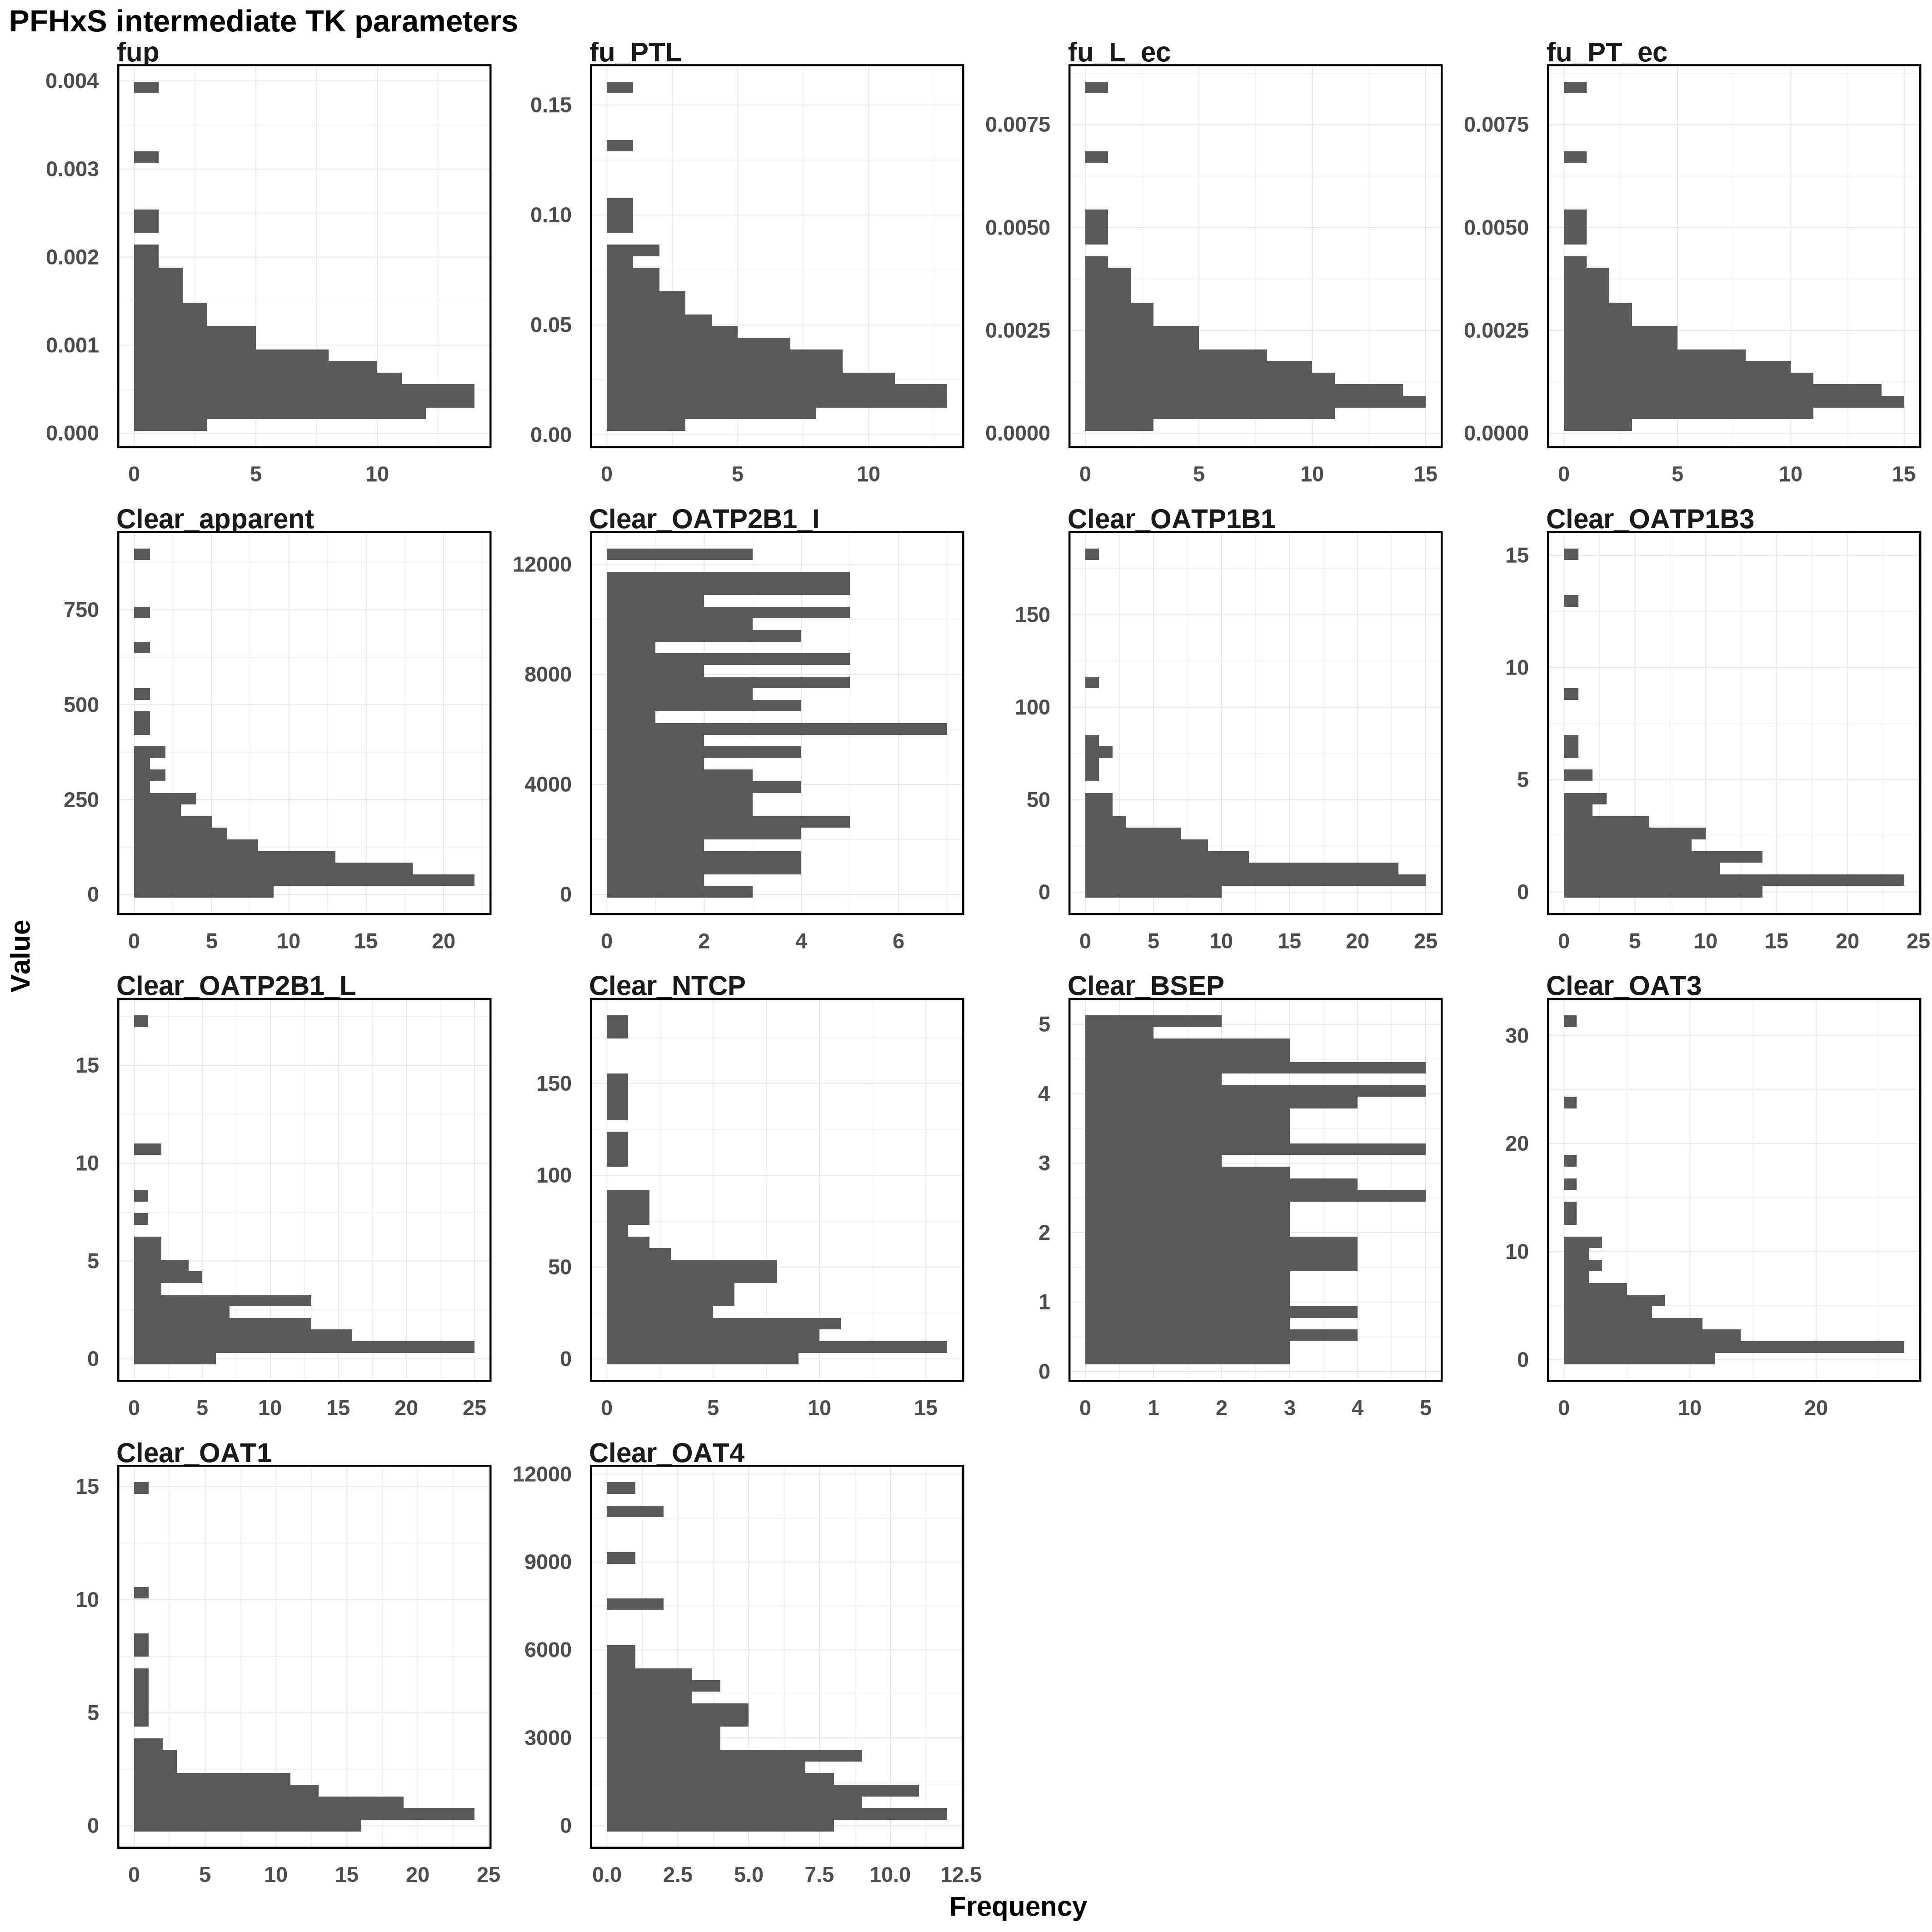 PFHxS intermediate TK parameters
fup fu_PTL fu_L_ec fu_PT_ec
0.004
0.003
0.002
0.001
0.000
0.15
0.10
0.05
0.00
0.0075
0.0050
0.0025
0.0000
0.0075
0.0050
0.0025
0.0000
0 5 10
0 5 10
0 5 10 15
0 5 10 15
Clear_apparent Clear_OATP2B1_I Clear_OATP1B1 Clear_OATP1B3
750
500
250
0
12000
8000
4000
0
150
100
50
0
15
10
5
0
0 5 10 15 20
0 2 4 6
0 5 10 15 20 25
0 5 10 15 20 25
Value
Clear_OATP2B1_L Clear_NTCP Clear_BSEP Clear_OAT3
15
10
5
0
150
100
50
0
5
4
3
2
1
0
30
20
10
0
0 5 10 15 20 25
0 5 10 15
0 1 2 3 4 5
0 10 20
Clear_OAT1 Clear_OAT4
15
10
5
0
12000
9000
6000
3000
0
0 5 10 15 20 25
0.0 2.5 5.0 7.5 10.0 12.5
Frequency